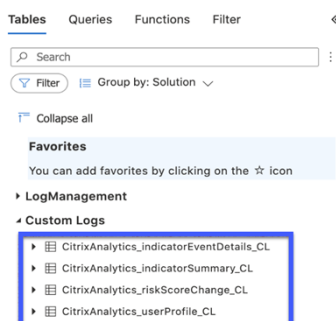 Tables Queries Functions Filter
Search
Filter Group by: Solution
Collapse all
Favorites
You can add favorites by clicking on the ☆ icon
LogManagement
Custom Logs
CitrixAnalytics_indicatorEventDetails_CL
CitrixAnalytics_indicatorSummary_CL
CitrixAnalytics_riskScoreChange_CL
CitrixAnalytics_userProfile_CL